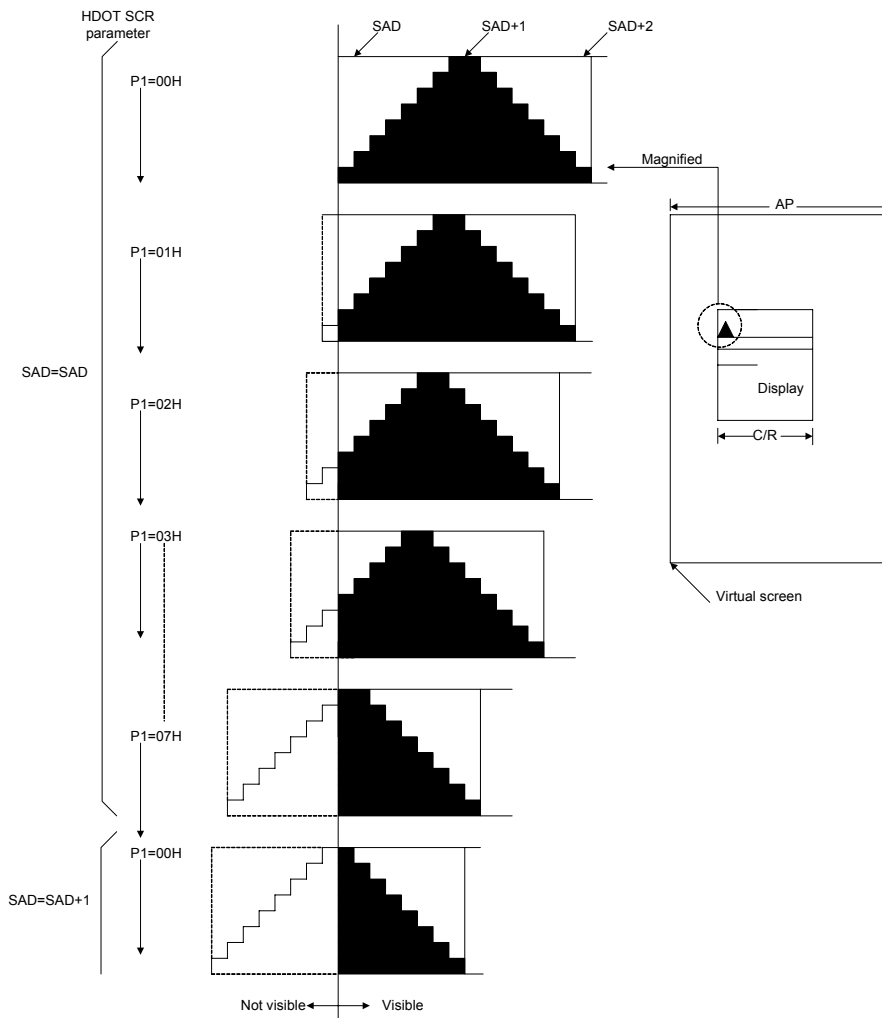 HDOT SCR
parameter
SAD
SAD+1
SAD+2
P1=00H
Magnified
AP
P1=01H
SAD=SAD
P1=02H
Display
C/R
P1=03H
Virtual screen
P1=07H
P1=00H
SAD=SAD+1
Not visible
Visible